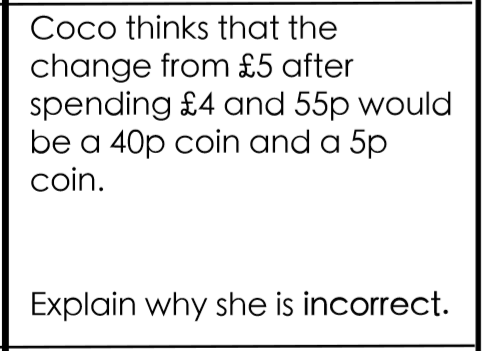 Coco thinks that the
change from £5 after
spending £4 and 55p would
be a 40p coin and a 5p
coin.
Explain why she is incorrect.